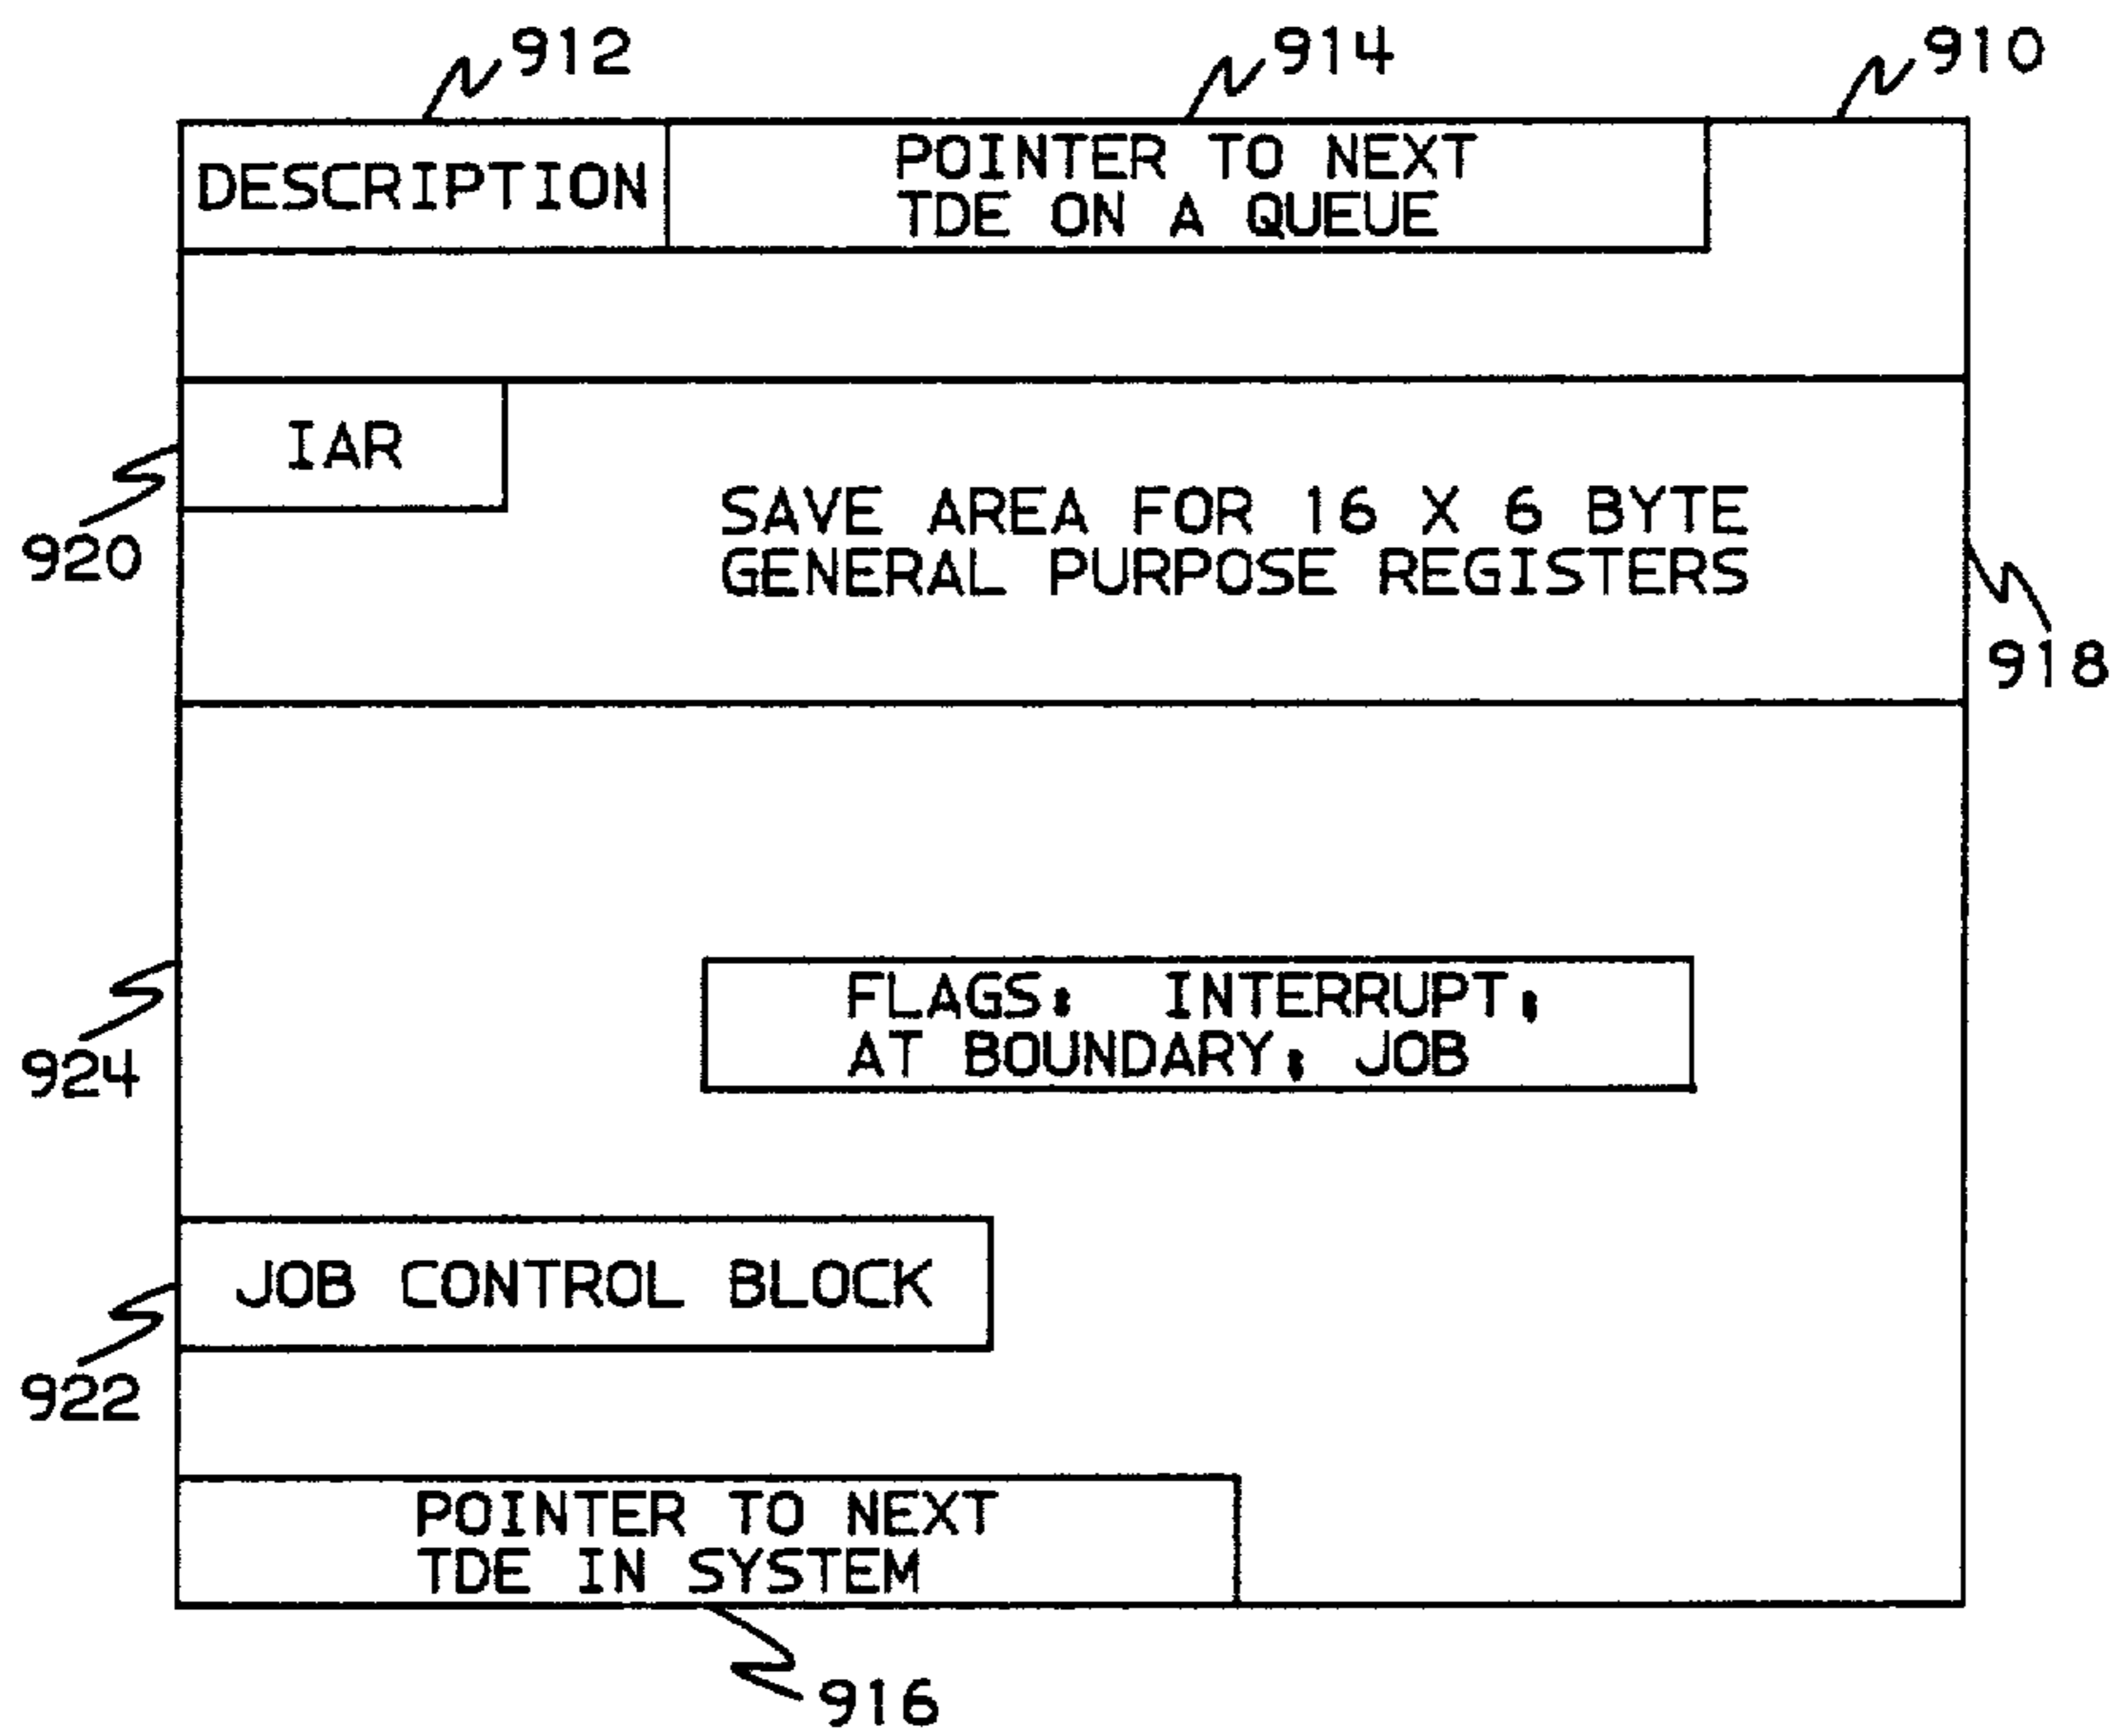 912
914
910
DESCRIPTION
POINTER TO NEXT
TDE ON A QUEUE
IAR
920
SAVE AREA FOR 16 X 6 BYTE
GENERAL PURPOSE REGISTERS
918
924
FLAGS: INTERRUPT;
AT BOUNDARY; JOB
JOB CONTROL BLOCK
922
POINTER TO NEXT
TDE IN SYSTEM
916